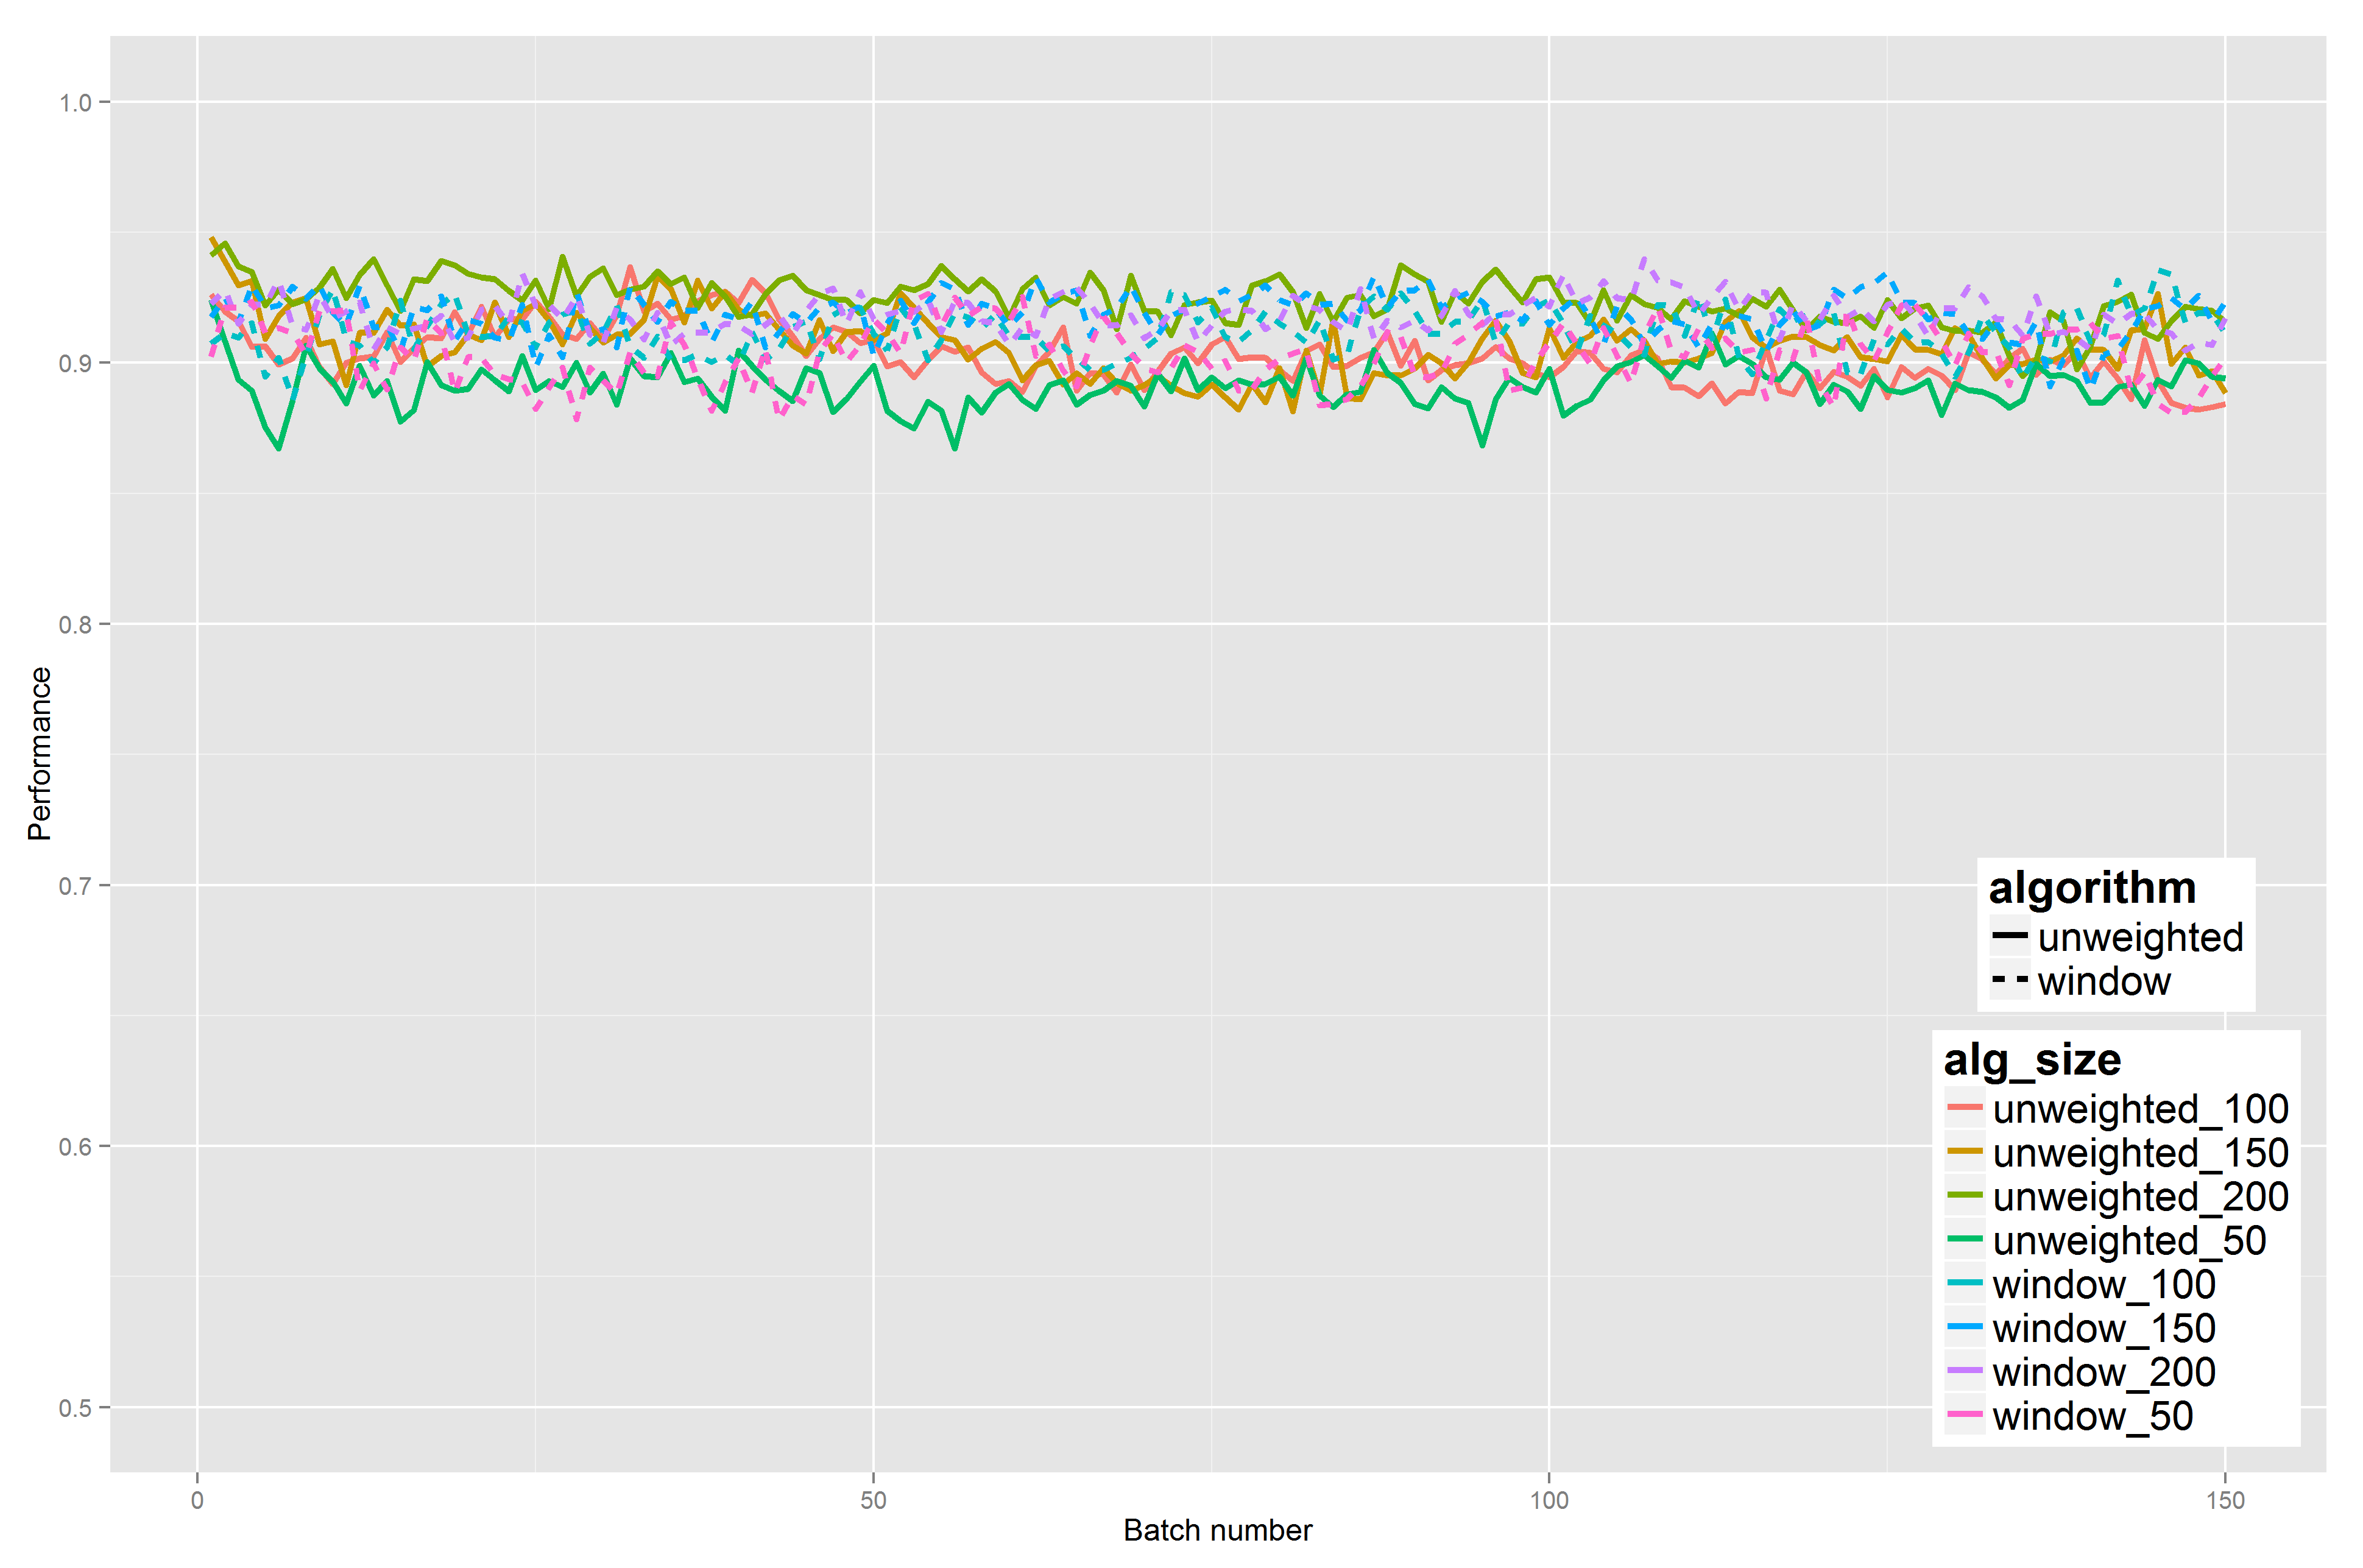 1.0
0.9
0.8
0.7
0.6
0.5
Performance
0
50
100
150
Batch number
algorithm
unweighted
window
alg_size
unweighted_100
unweighted_150
unweighted_200
unweighted_50
window_100
window_150
window_200
window_50